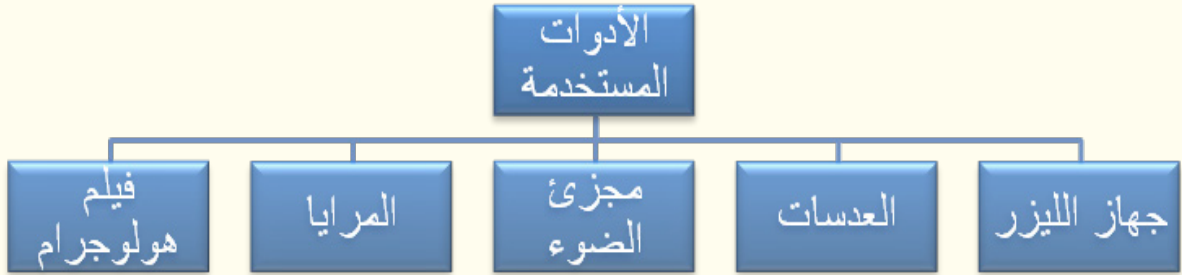 الأدوات
المستخدمة
جهاز الليزر
العدسات
مجزئ
الضوء
المرايا
فيلم
هولوجرام